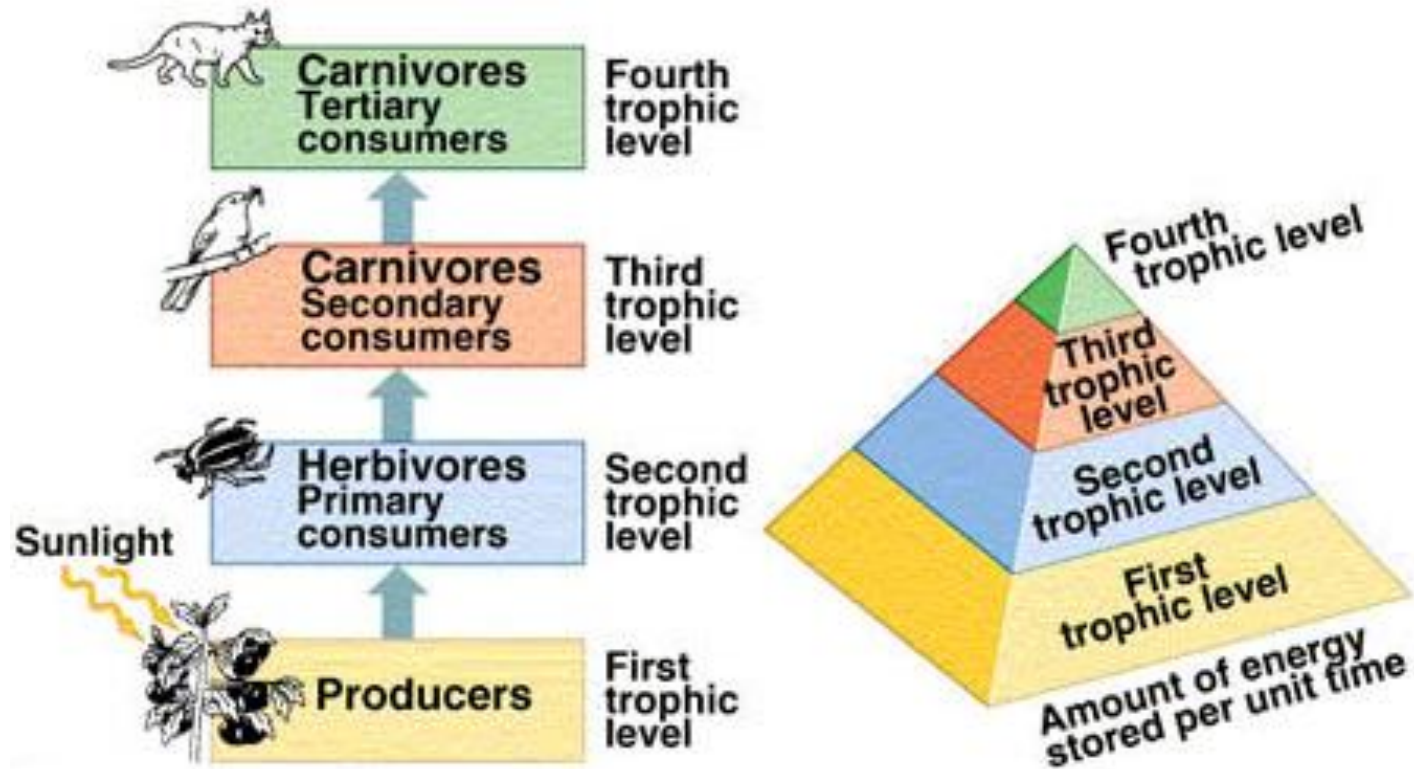 Carnivores
Tertiary
consumers
Fourth
trophic
level
Carnivores
Secondary
consumers
Third
trophic
level
Herbivores
Primary
consumers
Second
trophic
level
Sunlight
Producers
First
trophic
level
Fourth
trophic level
Third
trophic
level
Second
trophic level
First
trophic level
Amount of energy
stored per unit time